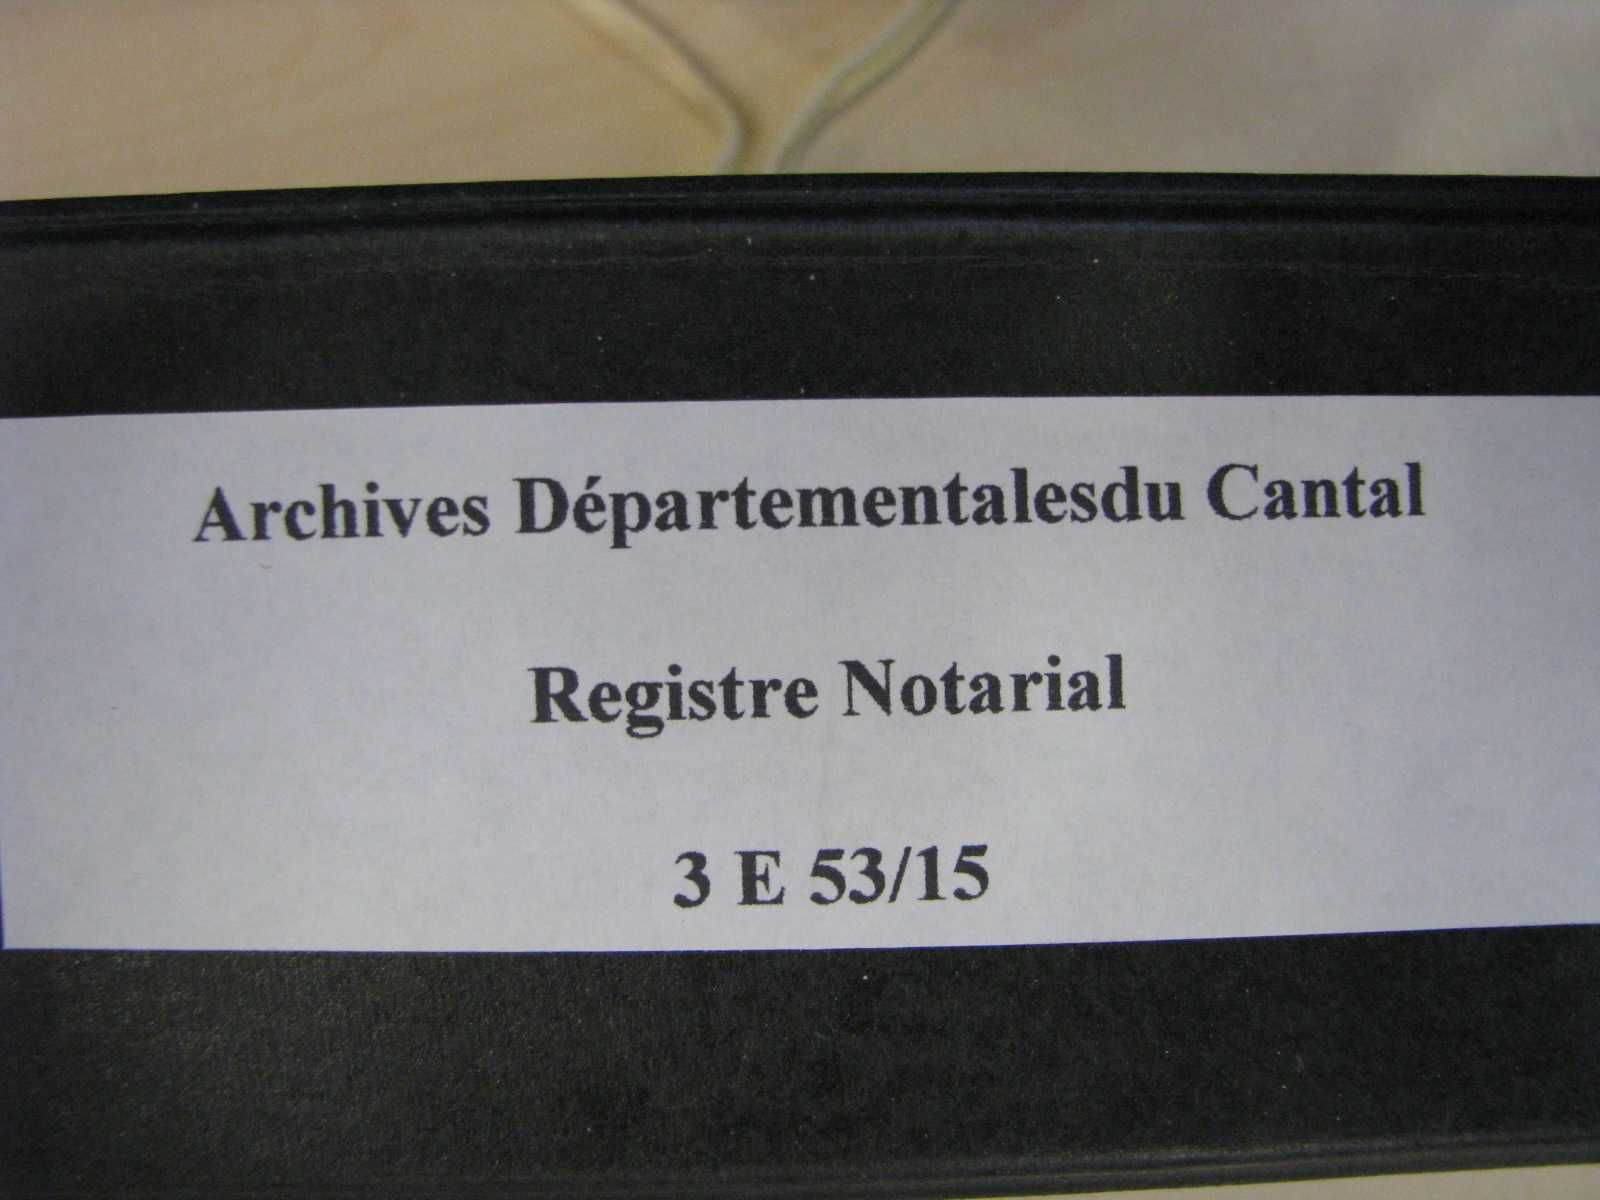 Archives Départementalesdu Cantal
Registre Notarial
3 E 53/15